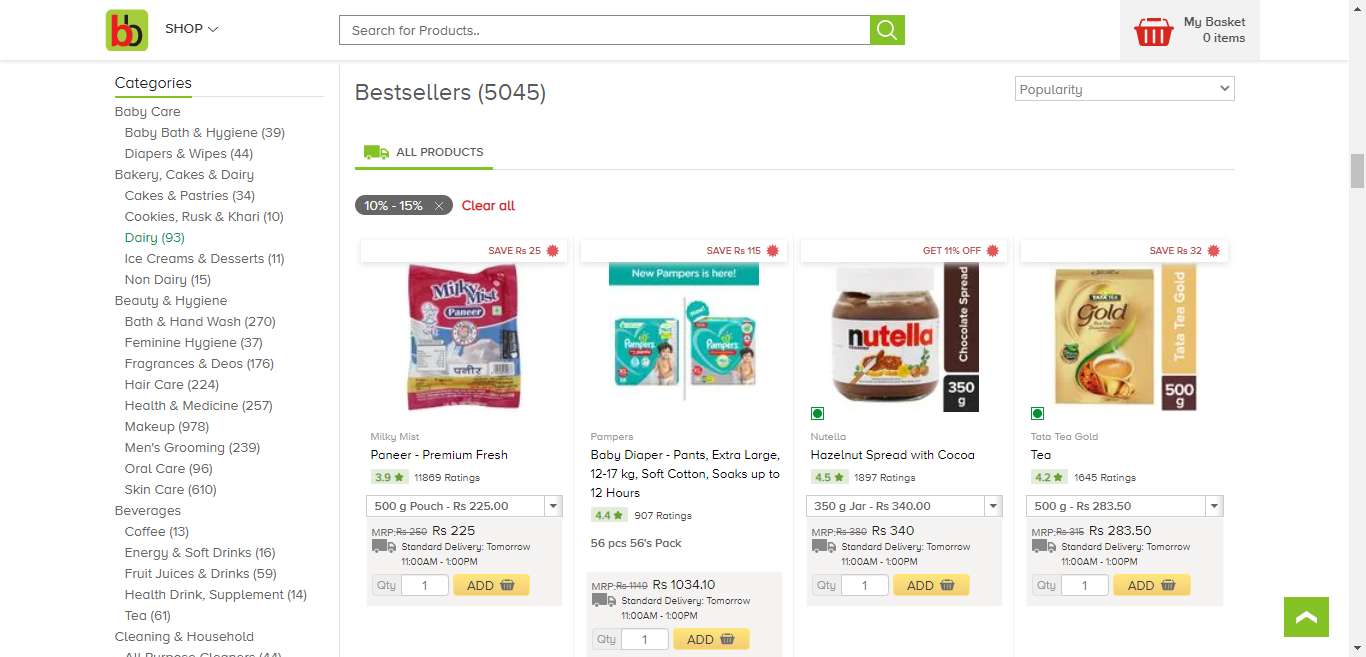 bb
SHOP
Search for Products..
My Basket
0 items
Categories
Baby Care
Baby Bath & Hygiene (39)
Diapers & Wipes (44)
Bakery, Cakes & Dairy
Cakes & Pastries (34)
Cookies, Rusk & Khari (10)
Dairy (93)
Ice Creams & Desserts (11)
Non Dairy (15)
Beauty & Hygiene
Bath & Hand Wash (270)
Feminine Hygiene (37)
Fragrances & Deos (176)
Hair Care (224)
Health & Medicine (257)
Makeup (978)
Men's Grooming (239)
Oral Care (96)
Skin Care (610)
Beverages
Coffee (13)
Energy & Soft Drinks (16)
Fruit Juices & Drinks (59)
Health Drink, Supplement (14)
Tea (61)
Cleaning & Household
All Purpose Cleaners (44)
Bestsellers (5045)
Popularity
ALL PRODUCTS
10% - 15%
Clear all
SAVE Rs 25
Milky Mist
Paneer
पनीर
Milky Mist
Paneer - Premium Fresh
3.9
11869 Ratings
500 g Pouch - Rs 225.00
MRP:Rs 250 Rs 225
Standard Delivery: Tomorrow
11:00AM - 1:00PM
Qty 1 ADD
SAVE Rs 115
New Pampers is here!
Pampers
Pampers
Pampers
Baby Diaper - Pants, Extra Large,
12-17 kg, Soft Cotton, Soaks up to
12 Hours
4.4
907 Ratings
56 pcs 56's Pack
MRP:Rs 1149 Rs 1034.10
Standard Delivery: Tomorrow
11:00AM - 1:00PM
Qty 1 ADD
GET 11% OFF
nutella
Chocolate Spread
350
g
Nutella
Hazelnut Spread with Cocoa
4.5
1897 Ratings
350 g Jar - Rs 340.00
MRP:Rs 380 Rs 340
Standard Delivery: Tomorrow
11:00AM - 1:00PM
Qty 1 ADD
SAVE Rs 32
TATA TEA
Gold
Tata Tea Gold
500
g
Tata Tea Gold
Tea
4.2
1645 Ratings
500 g - Rs 283.50
MRP:Rs 315 Rs 283.50
Standard Delivery: Tomorrow
11:00AM - 1:00PM
Qty 1 ADD